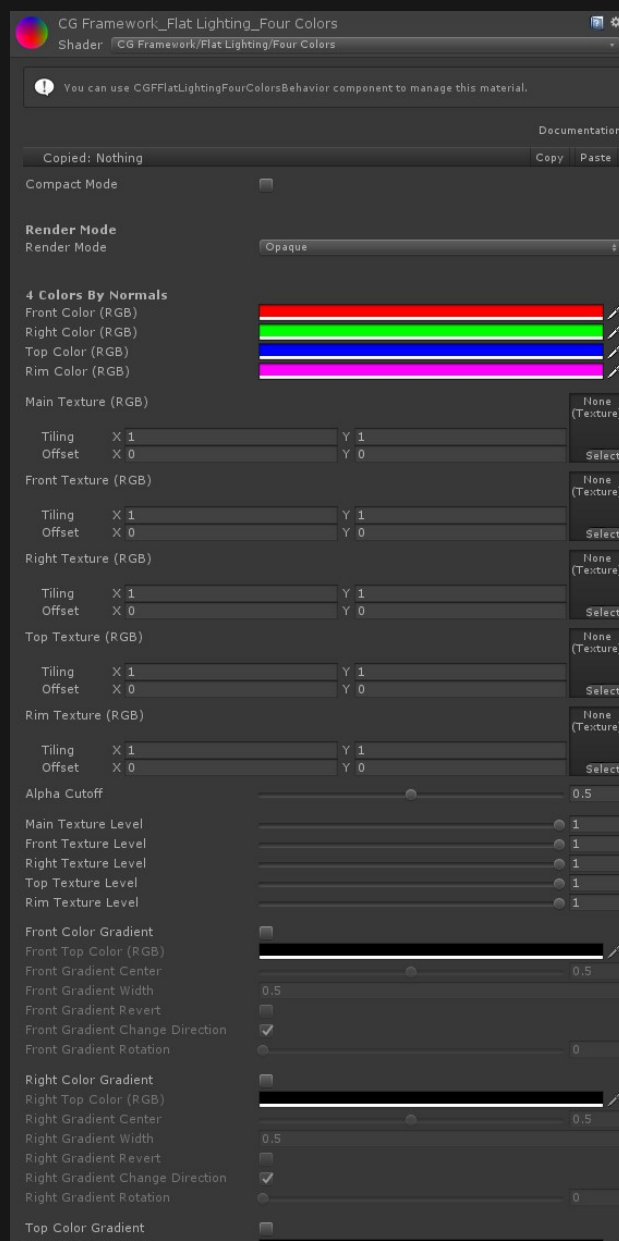 CG Framework_Flat Lighting_Four Colors
Shader CG Framework/Flat Lighting/Four Colors
You can use CGFFlatLightingFourColorsBehavior component to manage this material.
Documentation
Copied: Nothing Copy Paste
Compact Mode
Render Mode
Render Mode Opaque
4 Colors By Normals
Front Color (RGB)
Right Color (RGB)
Top Color (RGB)
Rim Color (RGB)
Main Texture (RGB) None
(Texture)
Tiling X 1 Y 1
Offset X 0 Y 0 Select
Front Texture (RGB) None
(Texture)
Tiling X 1 Y 1
Offset X 0 Y 0 Select
Right Texture (RGB) None
(Texture)
Tiling X 1 Y 1
Offset X 0 Y 0 Select
Top Texture (RGB) None
(Texture)
Tiling X 1 Y 1
Offset X 0 Y 0 Select
Rim Texture (RGB) None
(Texture)
Tiling X 1 Y 1
Offset X 0 Y 0 Select
Alpha Cutoff 0.5
Main Texture Level 1
Front Texture Level 1
Right Texture Level 1
Top Texture Level 1
Rim Texture Level 1
Front Color Gradient
Front Top Color (RGB)
Front Gradient Center 0.5
Front Gradient Width 0.5
Front Gradient Revert
Front Gradient Change Direction
Front Gradient Rotation 0
Right Color Gradient
Right Top Color (RGB)
Right Gradient Center 0.5
Right Gradient Width 0.5
Right Gradient Revert
Right Gradient Change Direction
Right Gradient Rotation 0
Top Color Gradient